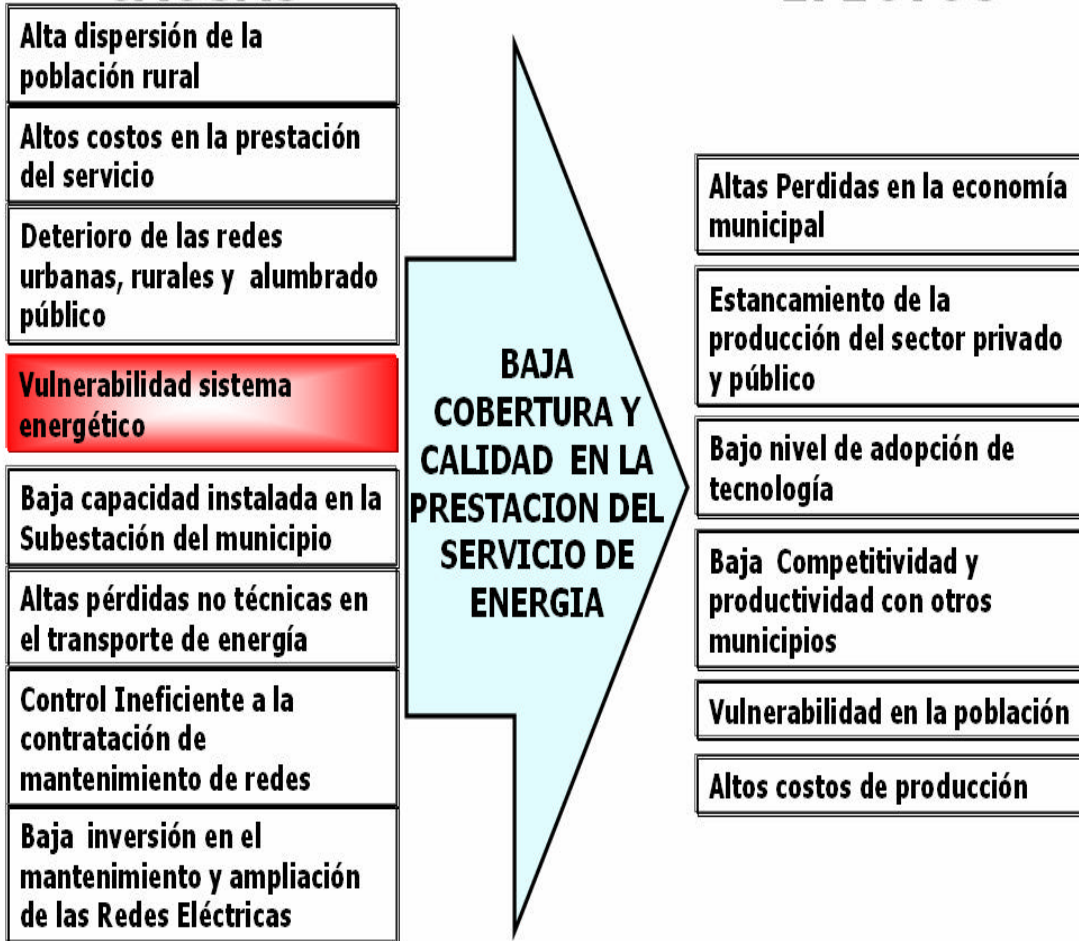 Alta dispersión de la
población rural
Altos costos en la prestación
del servicio
Deterioro de las redes
urbanas, rurales y alumbrado
público
Vulnerabilidad sistema
energético
Baja capacidad instalada en la
Subestación del municipio
Altas pérdidas no técnicas en
el transporte de energía
Control Ineficiente a la
contratación de
mantenimiento de redes
Baja inversión en el
mantenimiento y ampliación
de las Redes Eléctricas
BAJA
COBERTURA Y
CALIDAD EN LA
PRESTACION DEL
SERVICIO DE
ENERGIA
Altas Perdidas en la economía
municipal
Estancamiento de la
producción del sector privado
y público
Bajo nivel de adopción de
tecnología
Baja Competitividad y
productividad con otros
municipios
Vulnerabilidad en la población
Altos costos de producción